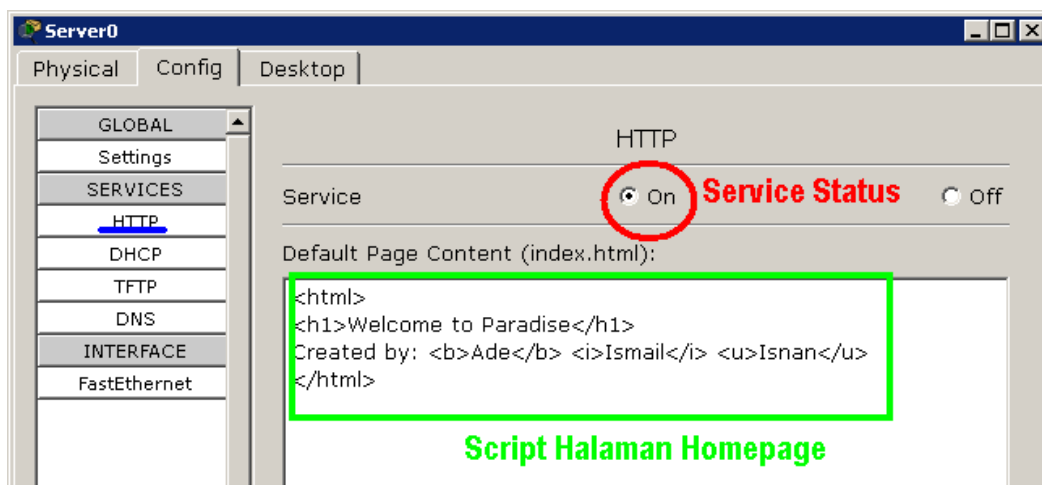 Server0
Physical Config Desktop
GLOBAL
Settings
SERVICES
HTTP
DHCP
TFTP
DNS
INTERFACE
FastEthernet
HTTP
Service On Service Status Off
Default Page Content (index.html):
<html>
<h1>Welcome to Paradise</h1>
Created by: <b>Ade</b> <i>Ismail</i> <u>Isnan</u>
</html>
Script Halaman Homepage